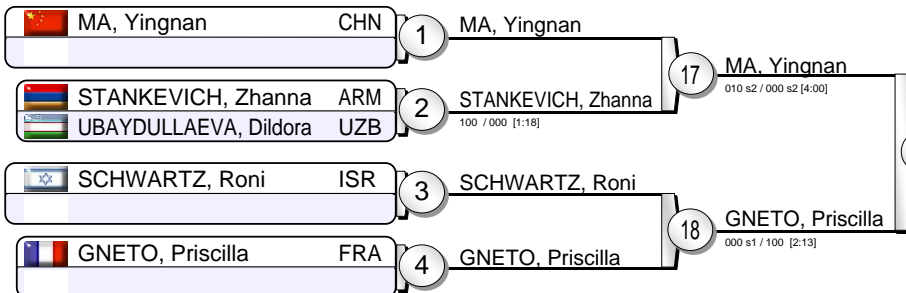 MA, Yingnan CHN
1
MA, Yingnan
17
MA, Yingnan
010 s2 / 000 s2 [4:00]
STANKEVICH, Zhanna ARM
UBAYDULLAEVA, Dildora UZB
2
STANKEVICH, Zhanna
100 / 000 [1:18]
SCHWARTZ, Roni ISR
3
SCHWARTZ, Roni
18
GNETO, Priscilla
000 s1 / 100 [2:13]
GNETO, Priscilla FRA
4
GNETO, Priscilla